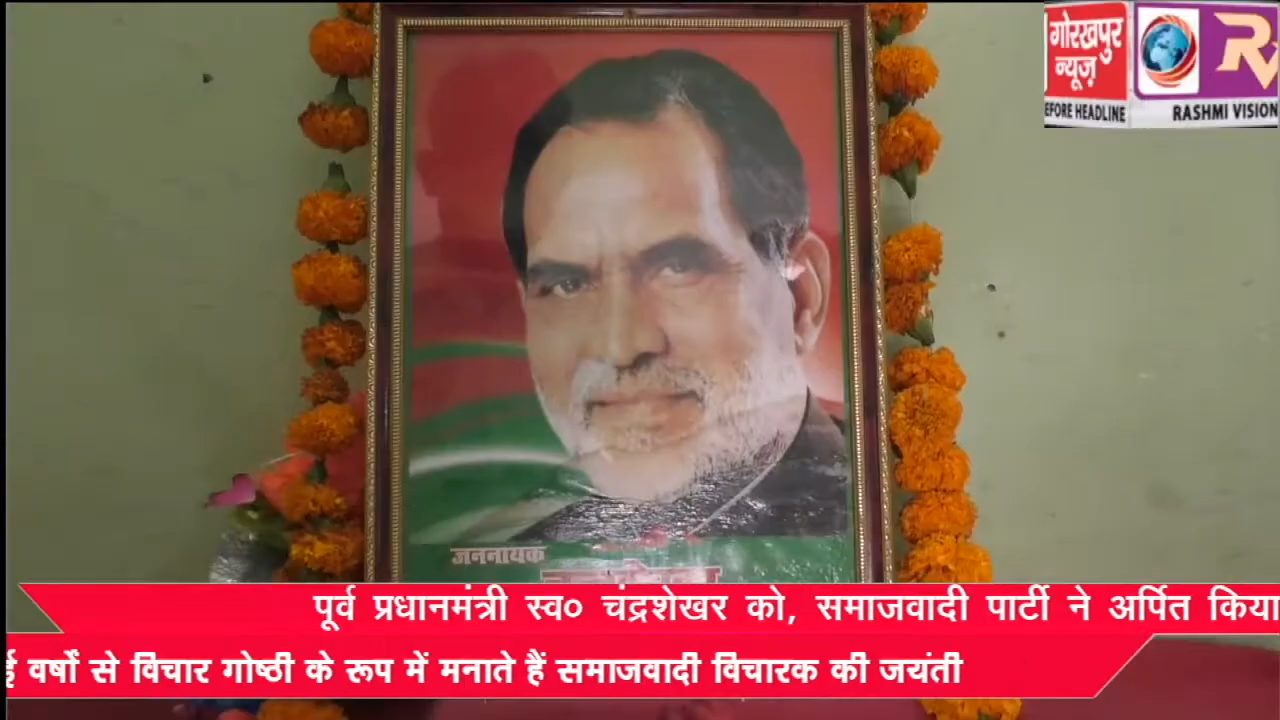 गोरखपुर
न्यूज़
EFORE HEADLINE
RASHMI VISION
जननायक
पूर्व प्रधानमंत्री स्व० चंद्रशेखर को, समाजवादी पार्टी ने अर्पित किया
ई वर्षों से विचार गोष्ठी के रूप में मनाते हैं समाजवादी विचारक की जयंती